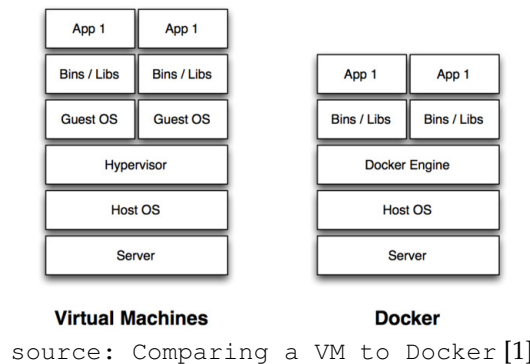 App 1 App 1
Bins / Libs Bins / Libs
Guest OS Guest OS
Hypervisor
Host OS
Server
Virtual Machines
App 1 App 1
Bins / Libs Bins / Libs
Docker Engine
Host OS
Server
Docker
source: Comparing a VM to Docker [1]